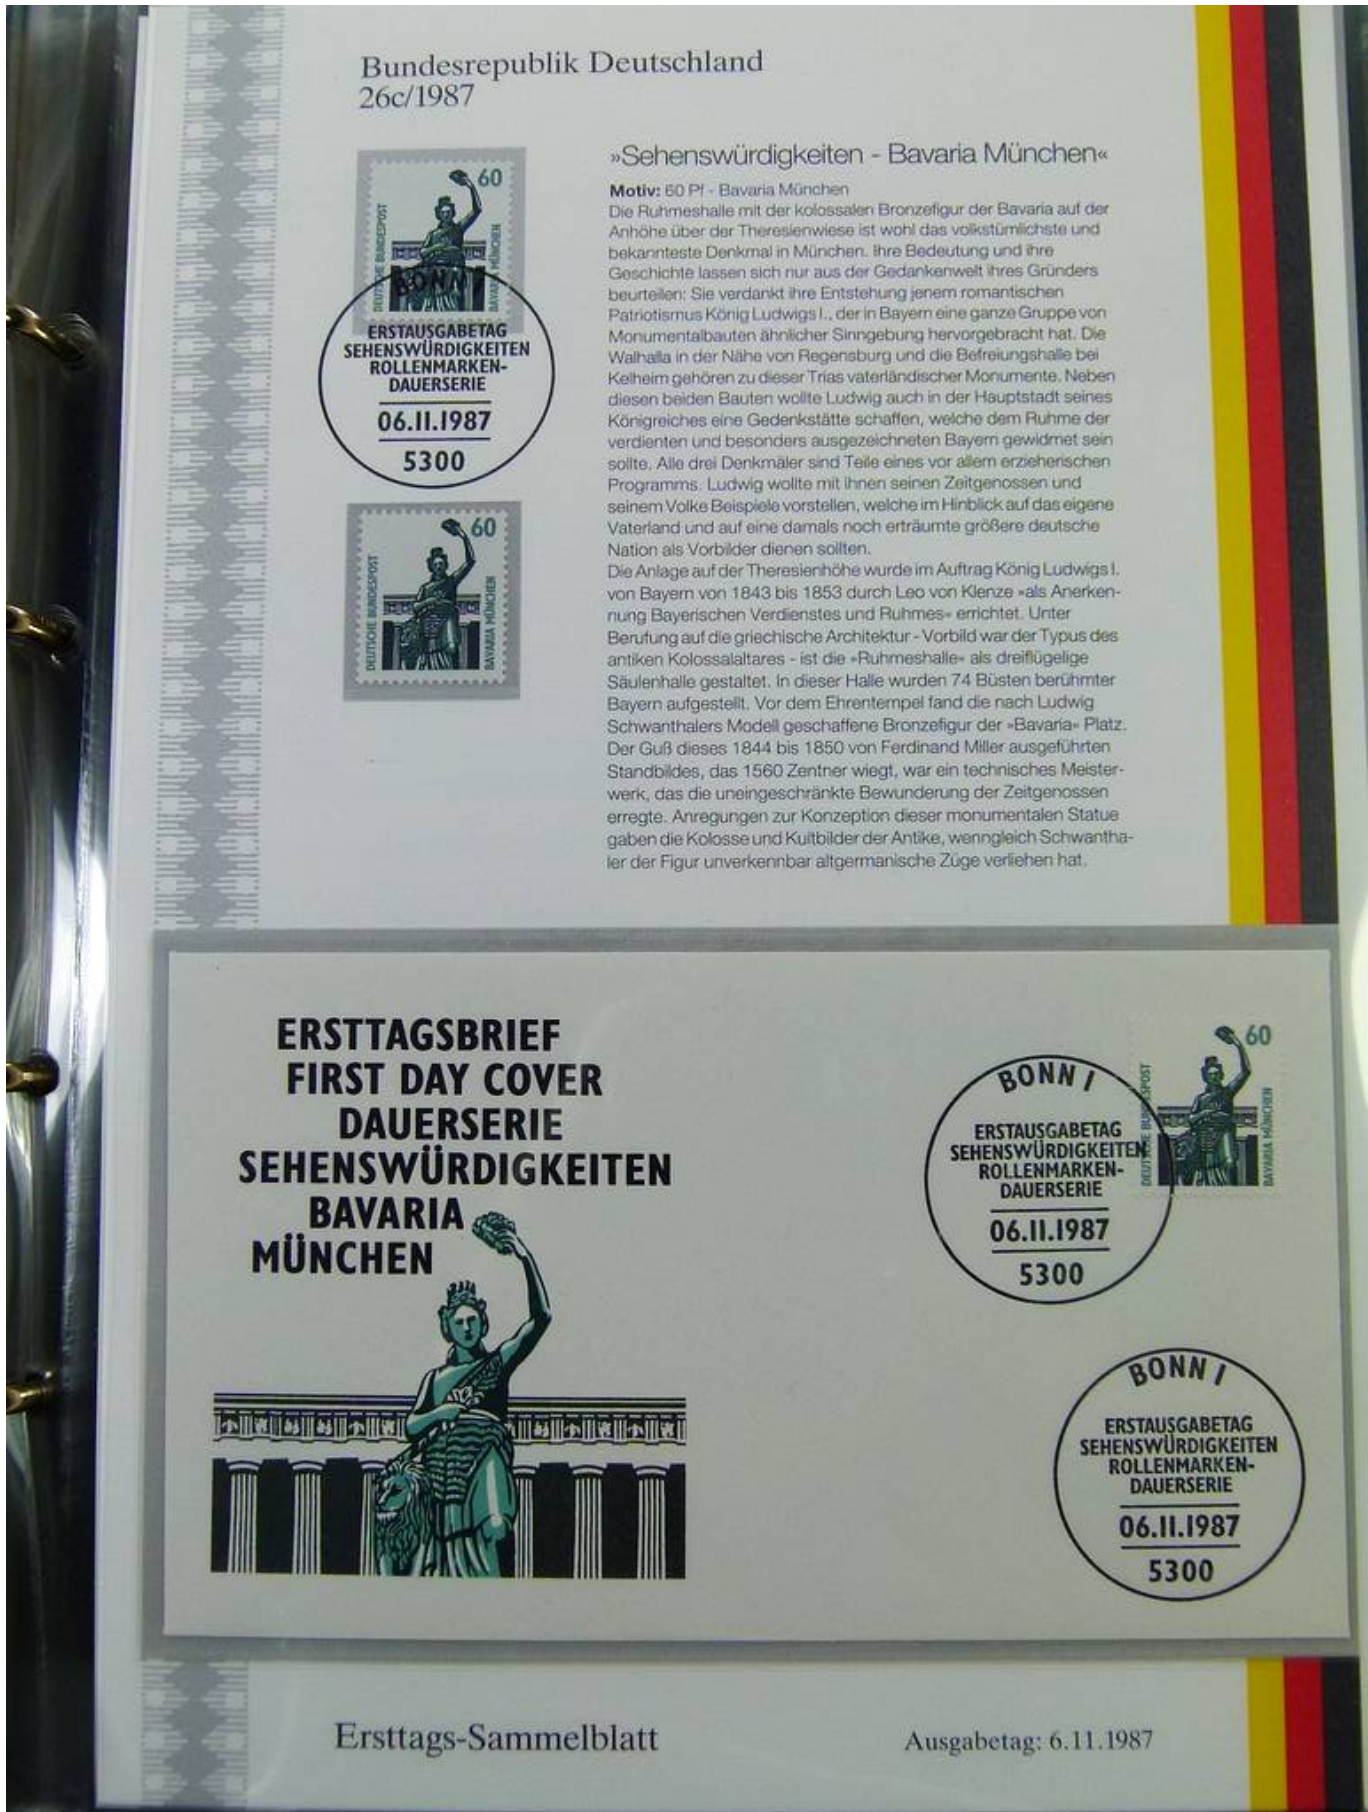 Bundesrepublik Deutschland
26c/1987
60
DEUTSCHE BUNDESPOST
BAVARIA MÜNCHEN
BONN 1
ERSTAUSGABETAG
SEHENSWÜRDIGKEITEN
ROLLENMARKEN-
DAUERSERIE
06.11.1987
5300
60
DEUTSCHE BUNDESPOST
BAVARIA MÜNCHEN
»Sehenswürdigkeiten - Bavaria München«
Motiv: 60 Pf - Bavaria München
Die Ruhmeshalle mit der kolossalen Bronzefigur der Bavaria auf der
Anhöhe über der Theresienwiese ist wohl das volkstümlichste und
bekannteste Denkmal in München. Ihre Bedeutung und ihre
Geschichte lassen sich nur aus der Gedankenwelt ihres Gründers
beurteilen: Sie verdankt ihre Entstehung jenem romantischen
Patriotismus König Ludwigs I., der in Bayern eine ganze Gruppe von
Monumentalbauten ähnlicher Sinngebung hervorgebracht hat. Die
Walhalla in der Nähe von Regensburg und die Befreiungshalle bei
Kelheim gehören zu dieser Trias vaterländischer Monumente. Neben
diesen beiden Bauten wollte Ludwig auch in der Hauptstadt seines
Königreiches eine Gedenkstätte schaffen, welche dem Ruhme der
verdienten und besonders ausgezeichneten Bayern gewidmet sein
sollte. Alle drei Denkmäler sind Teile eines vor allem erzieherischen
Programms. Ludwig wollte mit ihnen seinen Zeitgenossen und
seinem Volke Beispiele vorstellen, welche im Hinblick auf das eigene
Vaterland und auf eine damals noch erträumte größere deutsche
Nation als Vorbilder dienen sollten.
Die Anlage auf der Theresienhöhe wurde im Auftrag König Ludwigs I.
von Bayern von 1843 bis 1853 durch Leo von Klenze »als Anerken-
nung Bayerischen Verdienstes und Ruhmes« errichtet. Unter
Berufung auf die griechische Architektur - Vorbild war der Typus des
antiken Kolossalaltares - ist die »Ruhmeshalle« als dreiflügelige
Säulenhalle gestaltet. In dieser Halle wurden 74 Büsten berühmter
Bayern aufgestellt. Vor dem Ehrentempel fand die nach Ludwig
Schwanthalers Modell geschaffene Bronzefigur der »Bavaria« Platz.
Der Guß dieses 1844 bis 1850 von Ferdinand Miller ausgeführten
Standbildes, das 1560 Zentner wiegt, war ein technisches Meister-
werk, das die uneingeschränkte Bewunderung der Zeitgenossen
erregte. Anregungen zur Konzeption dieser monumentalen Statue
gaben die Kolosse und Kultbilder der Antike, wenngleich Schwantha-
ler der Figur unverkennbar altgermanische Züge verliehen hat.
ERSTTAGSBRIEF
FIRST DAY COVER
DAUERSERIE
SEHENSWÜRDIGKEITEN
BAVARIA
MÜNCHEN
60
DEUTSCHE BUNDESPOST
BAVARIA MÜNCHEN
BONN 1
ERSTAUSGABETAG
SEHENSWÜRDIGKEITEN
ROLLENMARKEN-
DAUERSERIE
06.11.1987
5300
BONN 1
ERSTAUSGABETAG
SEHENSWÜRDIGKEITEN
ROLLENMARKEN-
DAUERSERIE
06.11.1987
5300
Ersttags-Sammelblatt
Ausgabetag: 6.11.1987